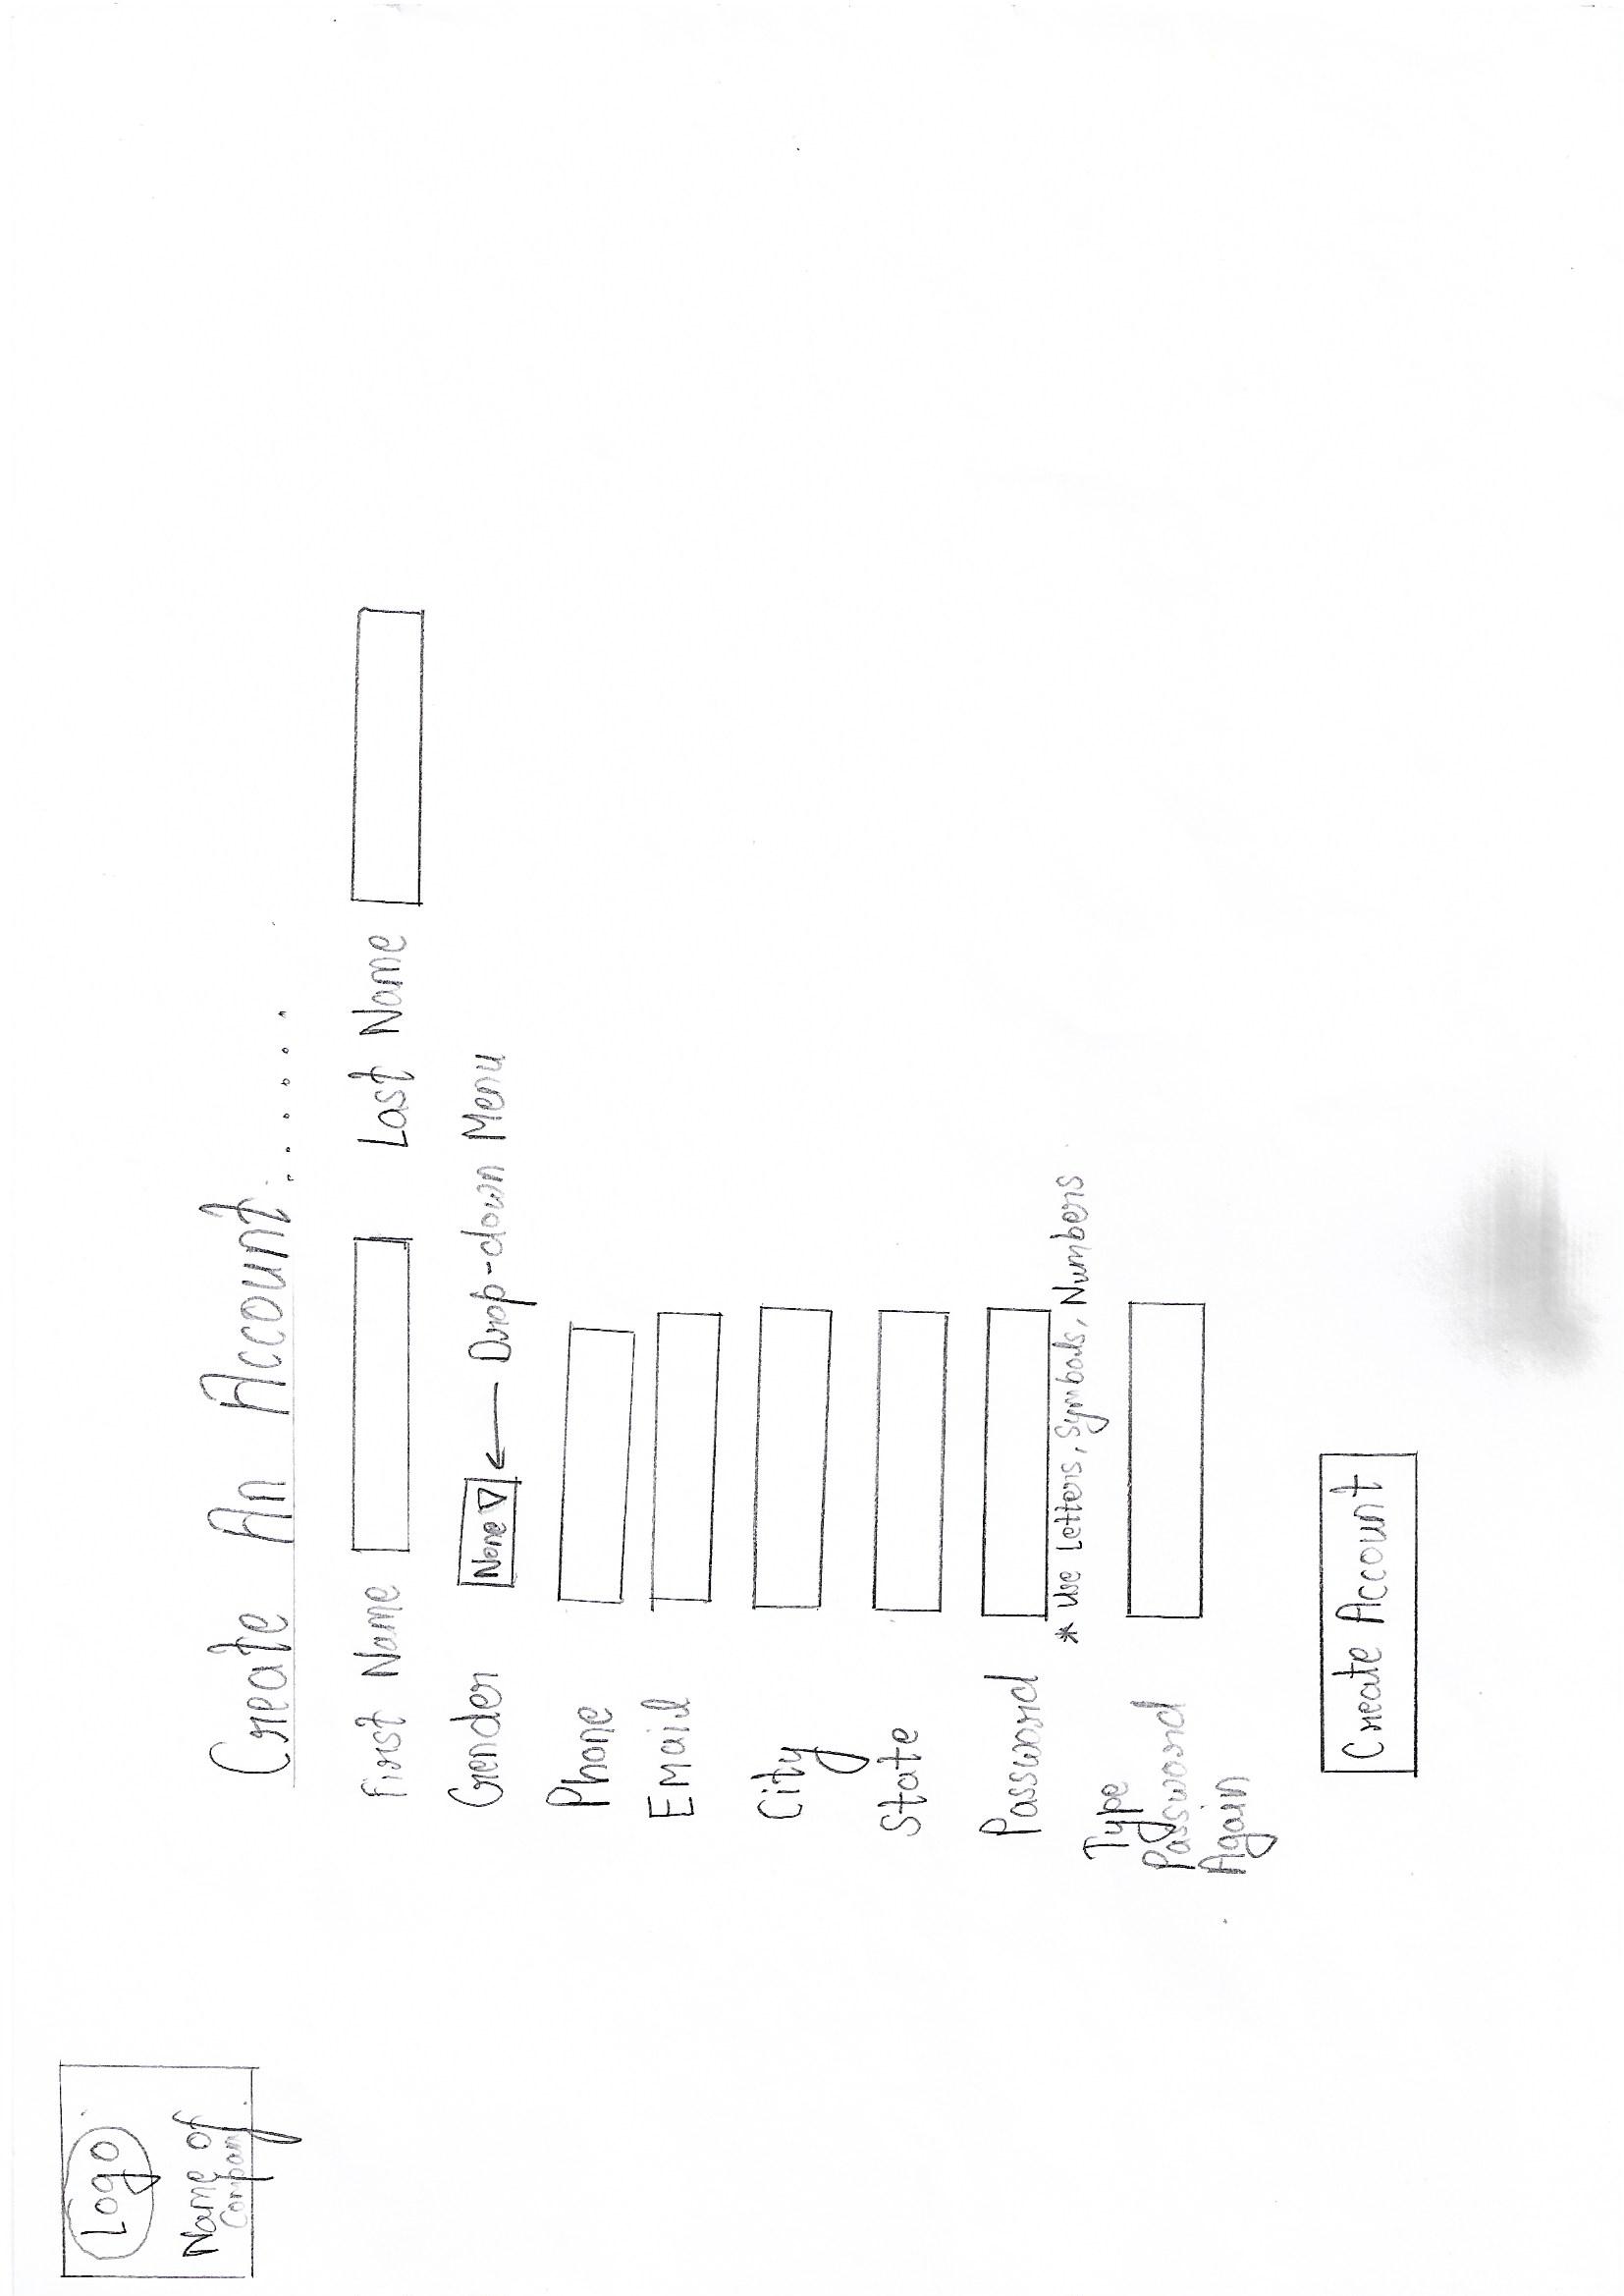 Logo
Name of
Company
Create An Account.......
First Name
Last Name
Gender
None
Drop-down Menu
Phone
Email
City
State
Password
* Use Letters, Symbols, Numbers
Type
Password
Again
Create Account